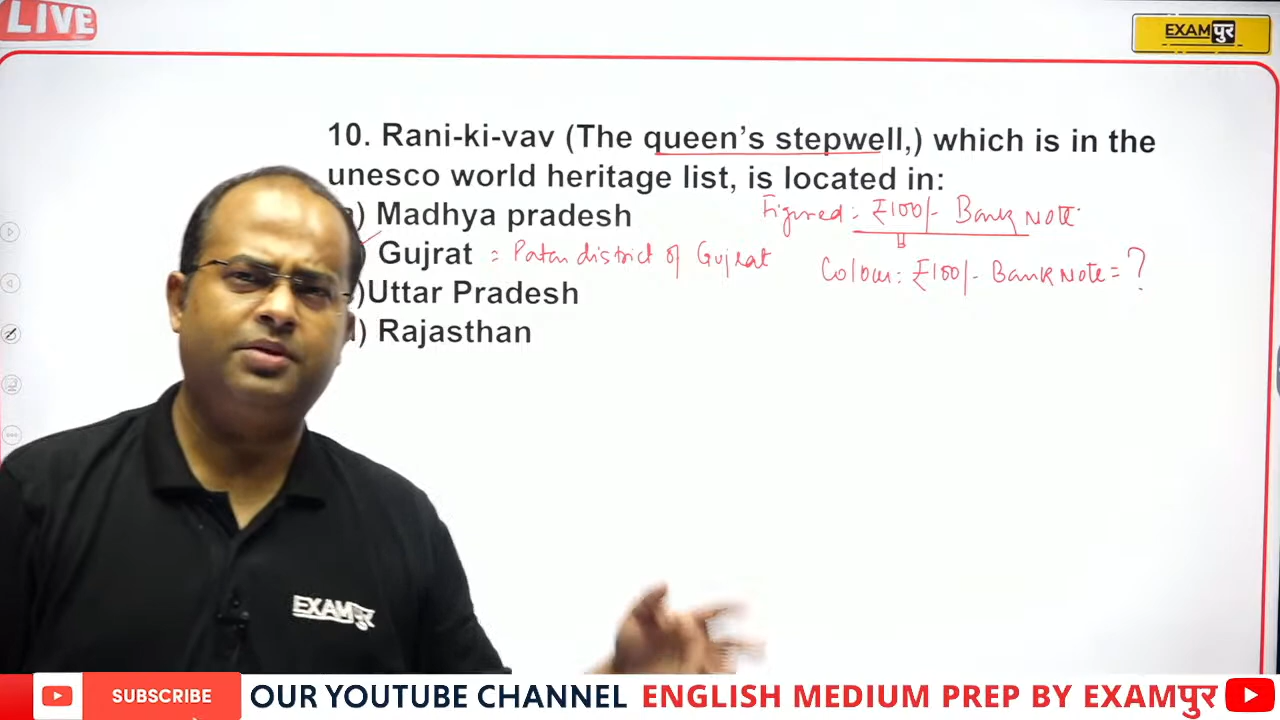 LIVE
EXAMपुर
10. Rani-ki-vav (The queen’s stepwell,) which is in the
unesco world heritage list, is located in:
) Madhya pradesh
Figured: ₹100/- Bank Note
) Gujrat = Patan district of Gujrat
Colour: ₹100/- Bank Note = ?
)Uttar Pradesh
) Rajasthan
EXAMपुर
SUBSCRIBE
OUR YOUTUBE CHANNEL ENGLISH MEDIUM PREP BY EXAMपुर